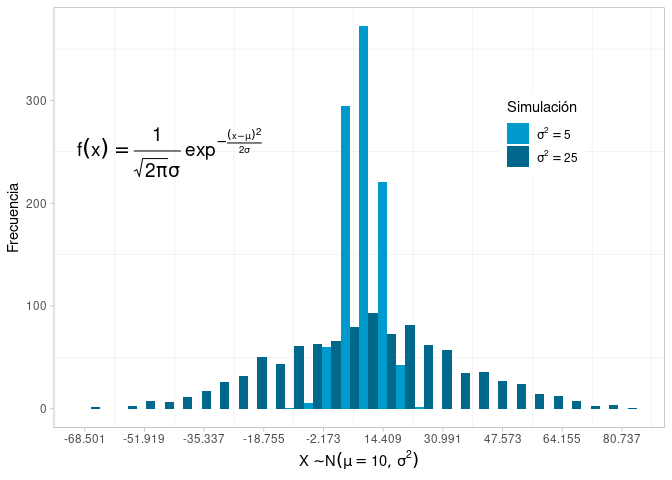 300
200
100
0
Frecuencia
f(x) = 1/(√2πσ) exp^(−(x−μ)²/2σ)
Simulación
σ² = 5
σ² = 25
-68.501 -51.919 -35.337 -18.755 -2.173 14.409 30.991 47.573 64.155 80.737
X ~N(μ = 10, σ²)